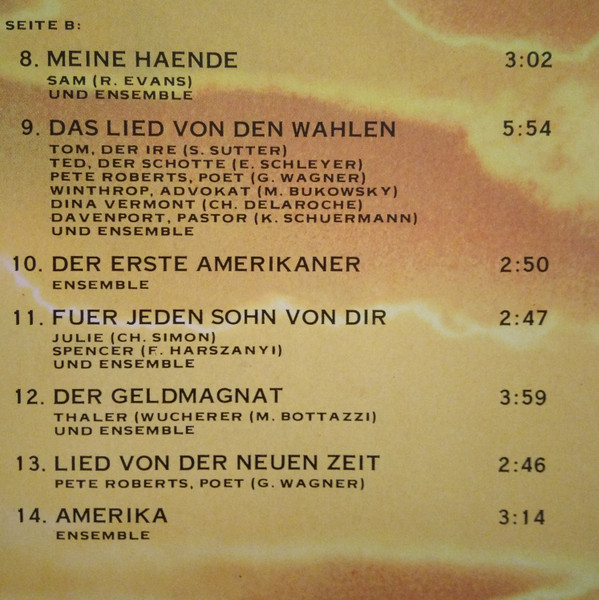 SEITE B:
8. MEINE HAENDE 3:02
SAM (R. EVANS)
UND ENSEMBLE
9. DAS LIED VON DEN WAHLEN 5:54
TOM, DER IRE (S. SUTTER)
TED, DER SCHOTTE (E. SCHLEYER)
PETE ROBERTS, POET (G. WAGNER)
WINTHROP, ADVOKAT (M. BUKOWSKY)
DINA VERMONT (CH. DELAROCHE)
DAVENPORT, PASTOR (K. SCHUERMANN)
UND ENSEMBLE
10. DER ERSTE AMERIKANER 2:50
ENSEMBLE
11. FUER JEDEN SOHN VON DIR 2:47
JULIE (CH. SIMON)
SPENCER (F. HARSZANYI)
UND ENSEMBLE
12. DER GELDMAGNAT 3:59
THALER (WUCHERER (M. BOTTAZZI)
UND ENSEMBLE
13. LIED VON DER NEUEN ZEIT 2:46
PETE ROBERTS, POET (G. WAGNER)
14. AMERIKA 3:14
ENSEMBLE